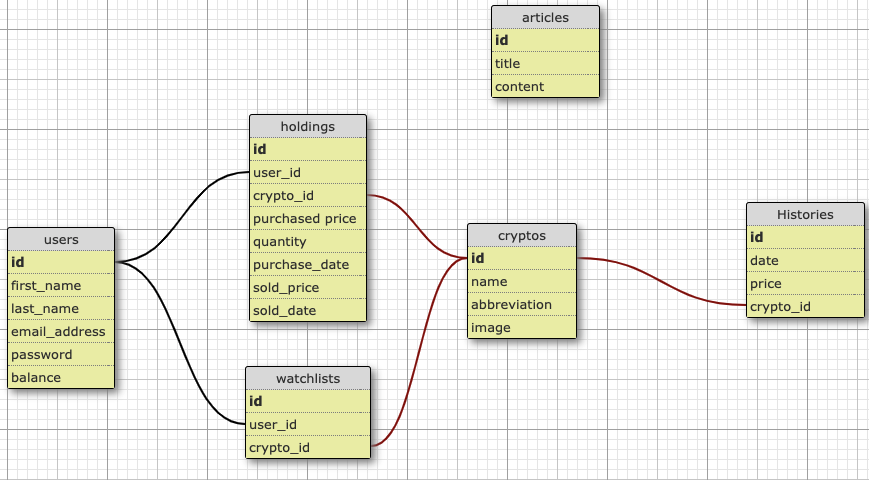 articles
id
title
content
holdings
id
user_id
crypto_id
purchased price
quantity
purchase_date
sold_price
sold_date
users
id
first_name
last_name
email_address
password
balance
watchlists
id
user_id
crypto_id
cryptos
id
name
abbreviation
image
Histories
id
date
price
crypto_id